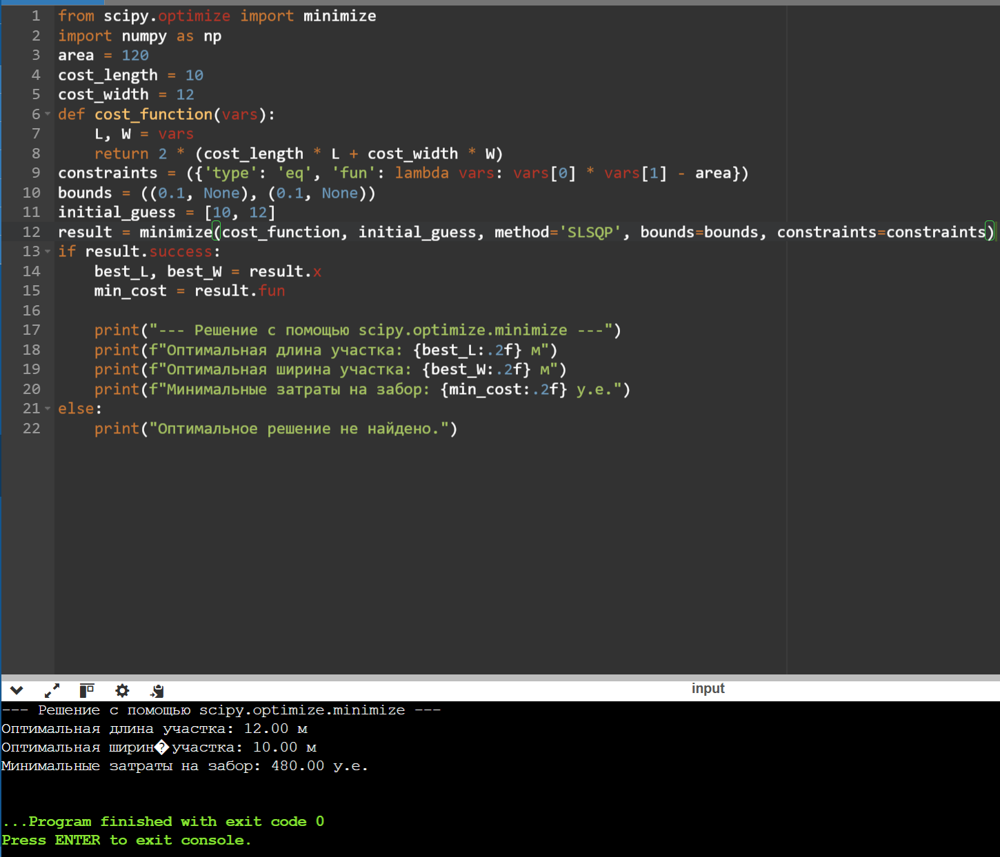 1 from scipy.optimize import minimize
2 import numpy as np
3 area = 120
4 cost_length = 10
5 cost_width = 12
6 def cost_function(vars):
7     L, W = vars
8     return 2 * (cost_length * L + cost_width * W)
9 constraints = ({'type': 'eq', 'fun': lambda vars: vars[0] * vars[1] - area})
10 bounds = ((0.1, None), (0.1, None))
11 initial_guess = [10, 12]
12 result = minimize(cost_function, initial_guess, method='SLSQP', bounds=bounds, constraints=constraints)
13 if result.success:
14     best_L, best_W = result.x
15     min_cost = result.fun
16
17     print("--- Решение с помощью scipy.optimize.minimize ---")
18     print(f"Оптимальная длина участка: {best_L:.2f} м")
19     print(f"Оптимальная ширина участка: {best_W:.2f} м")
20     print(f"Минимальные затраты на забор: {min_cost:.2f} у.е.")
21 else:
22     print("Оптимальное решение не найдено.")
input
--- Решение с помощью scipy.optimize.minimize ---
Оптимальная длина участка: 12.00 м
Оптимальная ширин�участка: 10.00 м
Минимальные затраты на забор: 480.00 у.е.
...Program finished with exit code 0
Press ENTER to exit console.